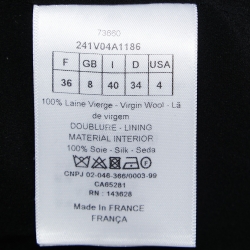 73660
241V04A1186
F GB I D USA
36 8 40 34 4
100% Laine Vierge - Virgin Wool - Lã
de virgem
DOUBLURE - LINING
MATERIAL INTERIOR
100% Soie - Silk - Seda
CNPJ 02-046-366/0003-99
CA65281
RN : 143628
Made In FRANCE
FRANÇA